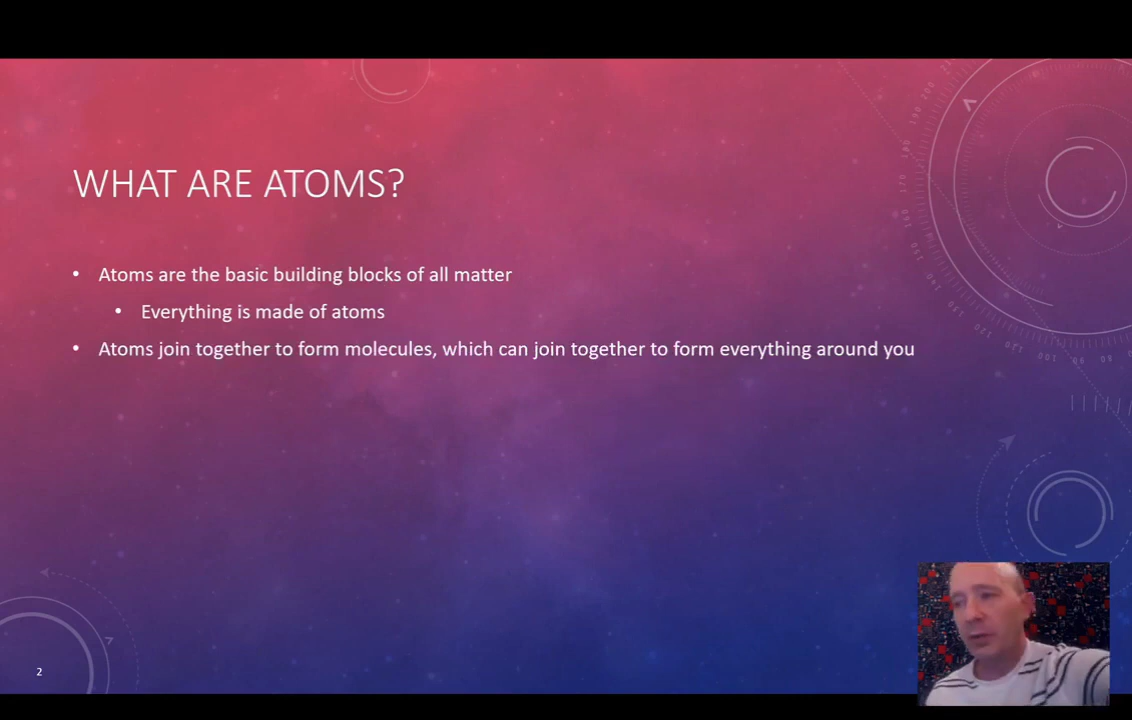 WHAT ARE ATOMS?
• Atoms are the basic building blocks of all matter
• Everything is made of atoms
• Atoms join together to form molecules, which can join together to form everything around you
2